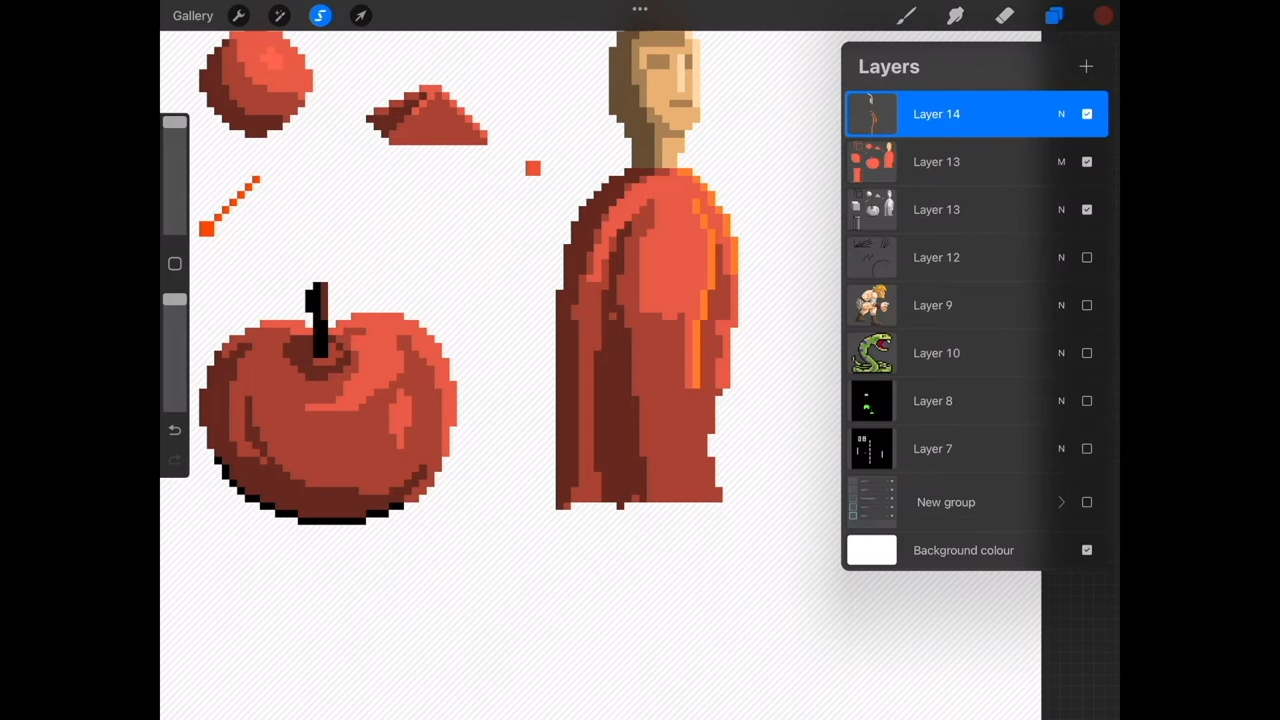 Gallery
Layers
Layer 14 N
Layer 13 M
Layer 13 N
Layer 12 N
Layer 9 N
Layer 10 N
Layer 8 N
Layer 7 N
New group
Background colour